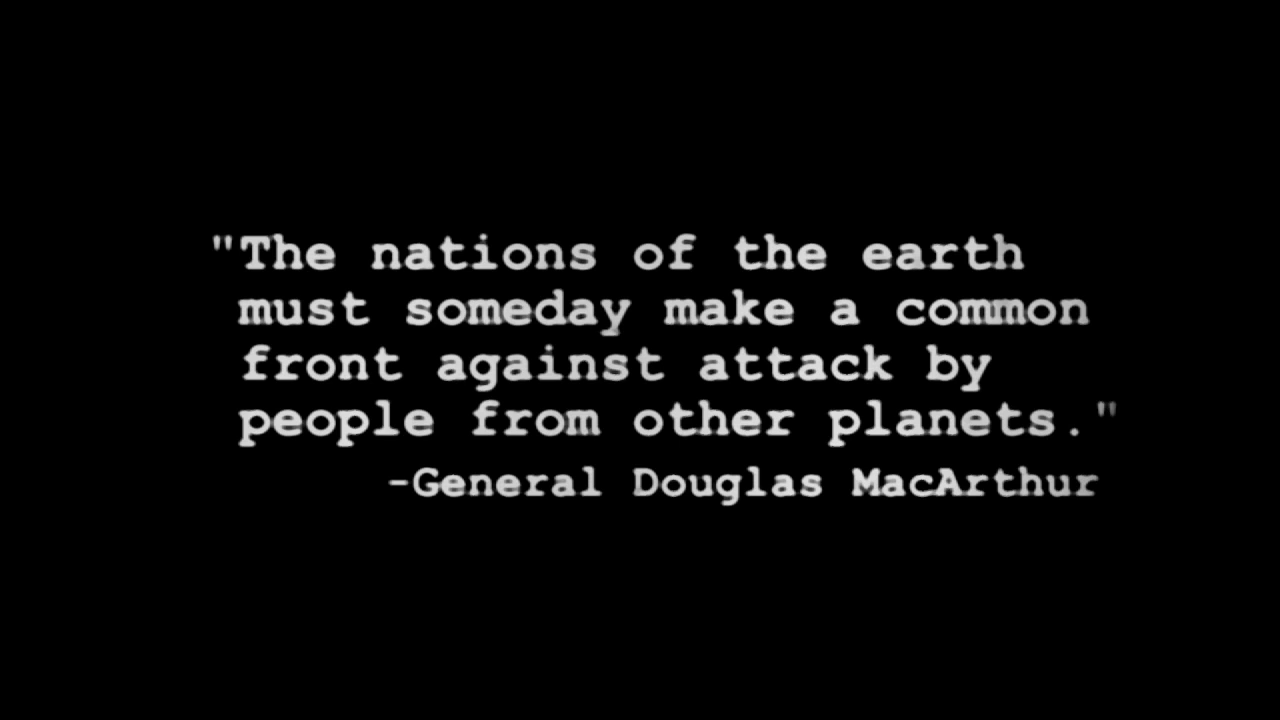 "The nations of the earth
must someday make a common
front against attack by
people from other planets."
-General Douglas MacArthur